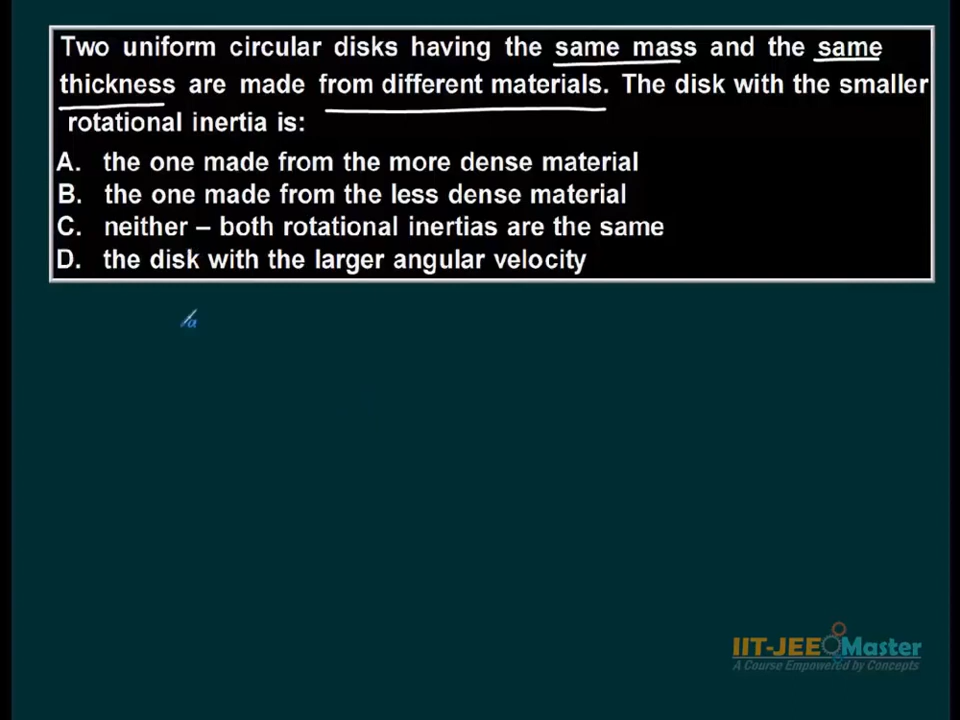 Two uniform circular disks having the same mass and the same
thickness are made from different materials. The disk with the smaller
rotational inertia is:
A. the one made from the more dense material
B. the one made from the less dense material
C. neither – both rotational inertias are the same
D. the disk with the larger angular velocity
IIT-JEE Master
A Course Empowered by Concepts